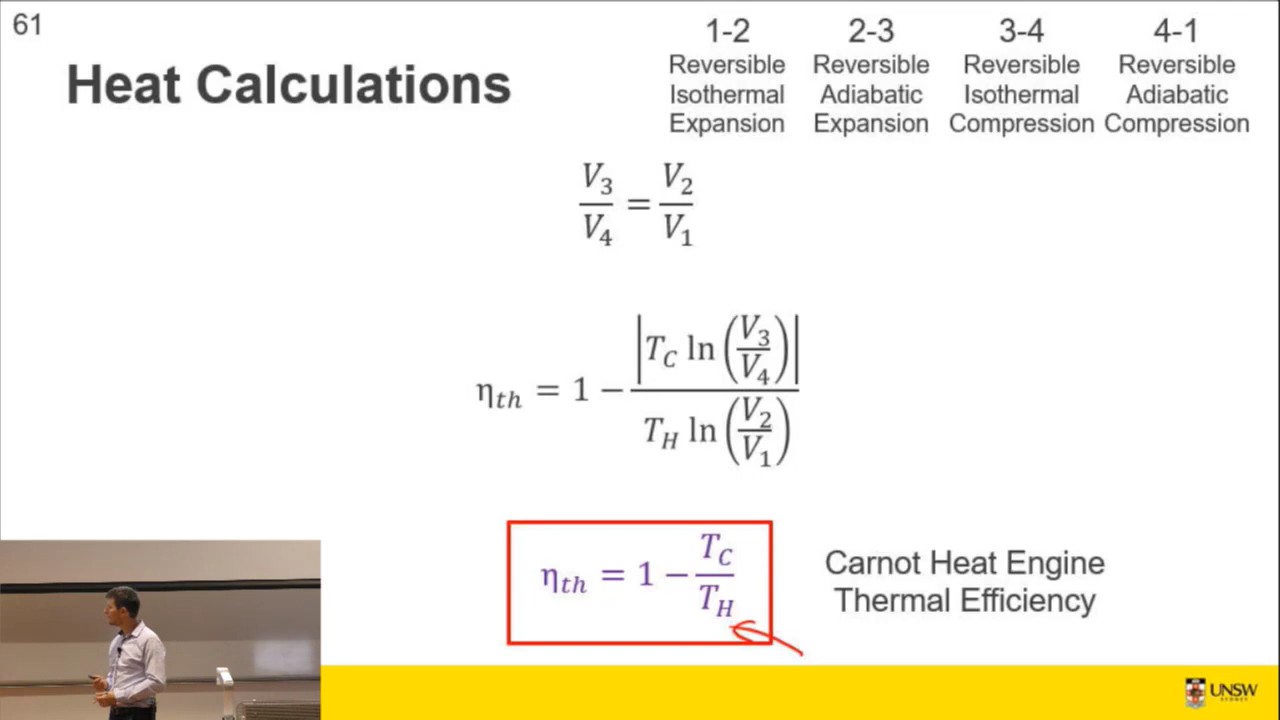 61
Heat Calculations
1-2
Reversible
Isothermal
Expansion
2-3
Reversible
Adiabatic
Expansion
3-4
Reversible
Isothermal
Compression
4-1
Reversible
Adiabatic
Compression
V₃/V₄ = V₂/V₁
η_th = 1 − |T_C ln(V₃/V₄)| / T_H ln(V₂/V₁)
η_th = 1 − T_C/T_H
Carnot Heat Engine
Thermal Efficiency
UNSW
SYDNEY